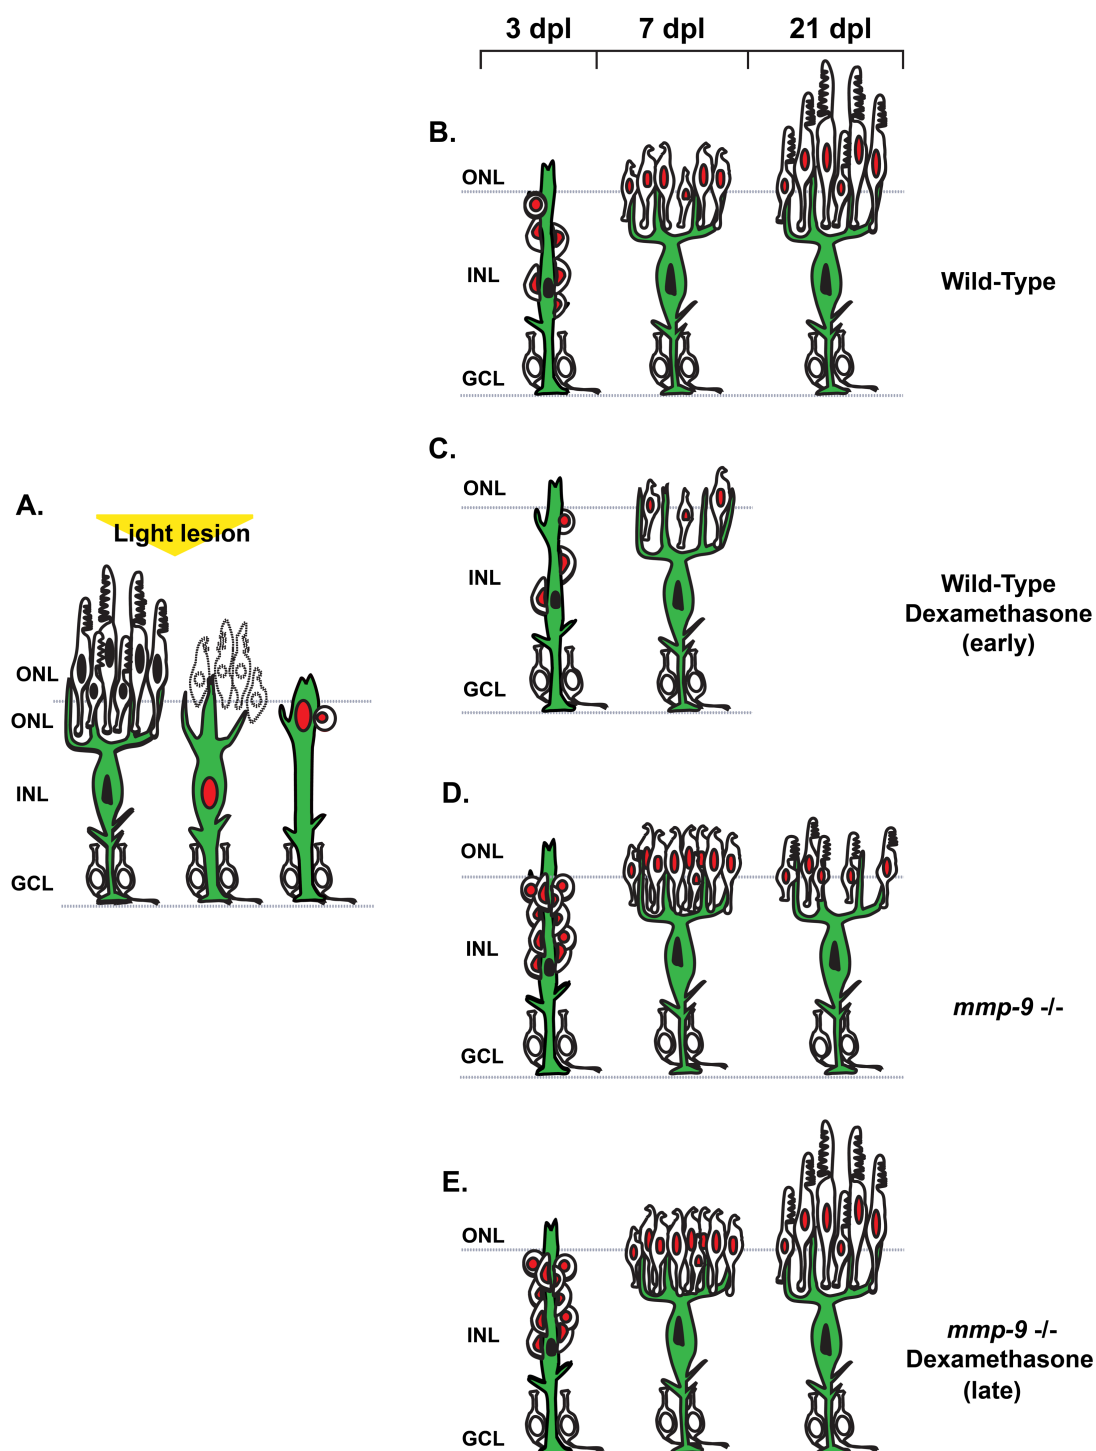 3 dpl 7 dpl 21 dpl
B.
ONL
INL
Wild-Type
GCL
C.
ONL
INL
Wild-Type
Dexamethasone
(early)
GCL
A.
Light lesion
ONL
ONL
INL
GCL
D.
ONL
INL
mmp-9 -/-
GCL
E.
ONL
INL
mmp-9 -/-
Dexamethasone
(late)
GCL